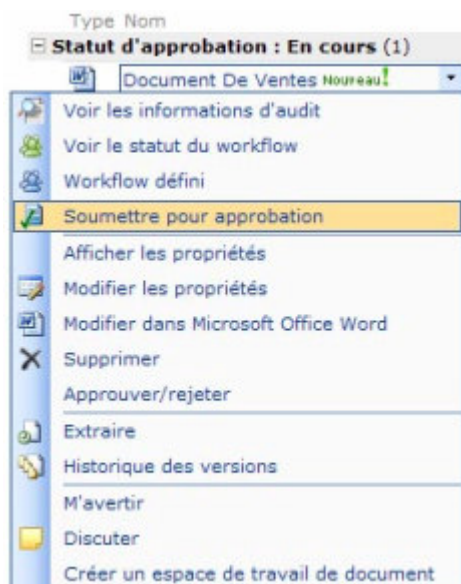 Type Nom
Statut d'approbation : En cours (1)
Document De Ventes Nouveau!
Voir les informations d'audit
Voir le statut du workflow
Workflow défini
Soumettre pour approbation
Afficher les propriétés
Modifier les propriétés
Modifier dans Microsoft Office Word
Supprimer
Approuver/rejeter
Extraire
Historique des versions
M'avertir
Discuter
Créer un espace de travail de document